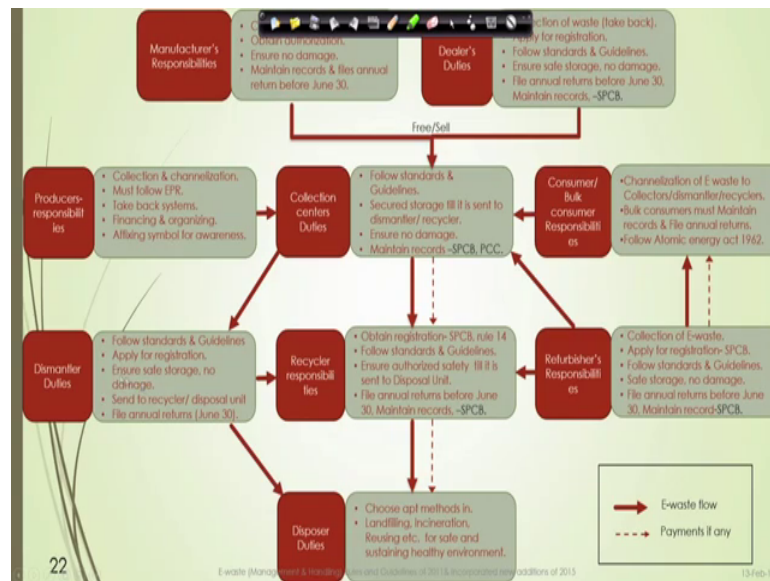 Manufacturer's
Responsibilities
Obtain authorization.
• Ensure no damage.
• Maintain records & files annual
return before June 30.
Dealer's
Duties
of waste (take back).
for registration.
• Follow standards & Guidelines.
• Ensure safe storage, no damage.
• File annual returns before June 30,
Maintain records, –SPCB.
Free/Sell
Producers-
responsibilit
ies
• Collection & channelization.
• Must follow EPR.
• Take back systems.
• Financing & organizing.
• Affixing symbol for awareness.
Collection
centers
Duties
• Follow standards &
Guidelines.
• Secured storage till it is sent to
dismantler/ recycler.
• Ensure no damage.
• Maintain records –SPCB, PCC.
Consumer/
Bulk
consumer
Responsibiliti
es
•Channelization of E waste to
Collectors/dismantler/recyclers.
•Bulk consumers must Maintain
records & File annual returns.
•Follow Atomic energy act 1962.
Dismantler
Duties
• Follow standards & Guidelines
• Apply for registration.
• Ensure safe storage, no
• Send to recycler/ disposal unit
• File annual returns (June 30).
Recycler
responsibili
ties
• Obtain registration- SPCB, rule 14
• Follow standards & Guidelines.
• Ensure authorized safety till it is
sent to Disposal Unit.
• File annual returns before June
30, Maintain records, –SPCB.
Refurbisher's
Responsibiliti
es
• Collection of E-waste.
• Apply for registration- SPCB.
• Follow standards & Guidelines.
• Safe storage, no damage.
• File annual returns before June
30, Maintain record-SPCB.
Disposer
Duties
• Choose apt methods in.
• Landfilling, Incineration,
Reusing etc. for safe and
sustaining healthy environment.
E-waste flow
Payments if any
22
E-waste (Management & Handling) Rules and Guidelines of 2011& Incorporated new additions of 2015
13-Feb-1